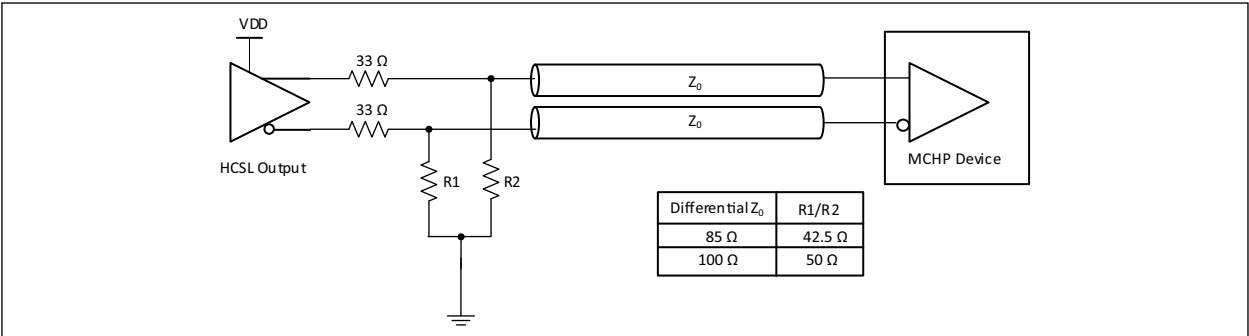 VDD
33 Ω
Z₀
33 Ω
Z₀
HCSL Output
MCHP Device
R1
R2
Differential Z₀ R1/R2
85 Ω 42.5 Ω
100 Ω 50 Ω